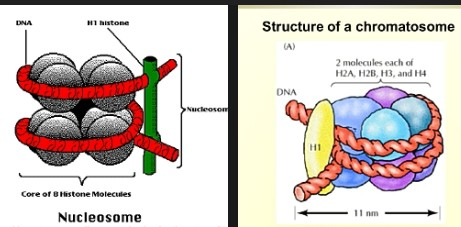 DNA
H1 histone
Nucleosom
Core of 8 Histone Molecules
Nucleosome
Structure of a chromatosome
(A)
2 molecules each of
H2A, H2B, H3, and H4
DNA
H1
11 nm